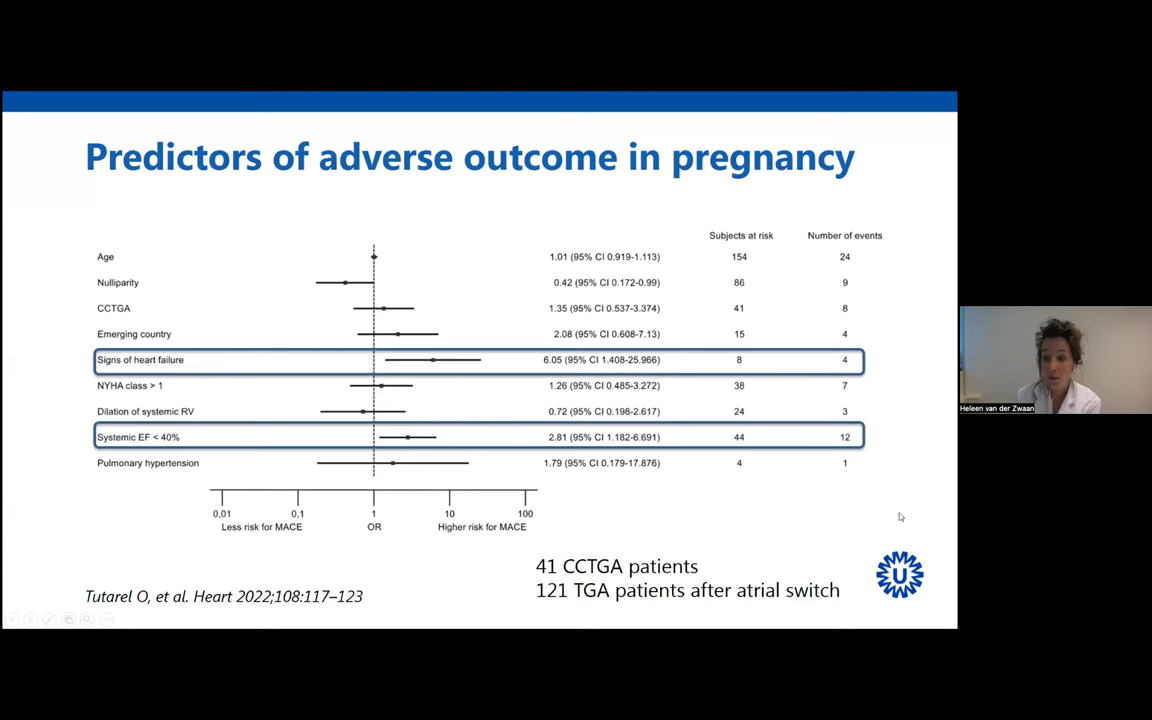 Predictors of adverse outcome in pregnancy
Subjects at risk Number of events
Age 1.01 (95% CI 0.919-1.113) 154 24
Nulliparity 0.42 (95% CI 0.172-0.99) 86 9
CCTGA 1.35 (95% CI 0.537-3.374) 41 8
Emerging country 2.08 (95% CI 0.608-7.13) 15 4
Signs of heart failure 6.05 (95% CI 1.408-25.966) 8 4
NYHA class > 1 1.26 (95% CI 0.485-3.272) 38 7
Dilation of systemic RV 0.72 (95% CI 0.198-2.617) 24 3
Systemic EF < 40% 2.81 (95% CI 1.182-6.691) 44 12
Pulmonary hypertension 1.79 (95% CI 0.179-17.876) 4 1
0,01 0,1 1 10 100
Less risk for MACE OR Higher risk for MACE
41 CCTGA patients
121 TGA patients after atrial switch
Tutarel O, et al. Heart 2022;108:117–123
U
Heleen van der Zwaan